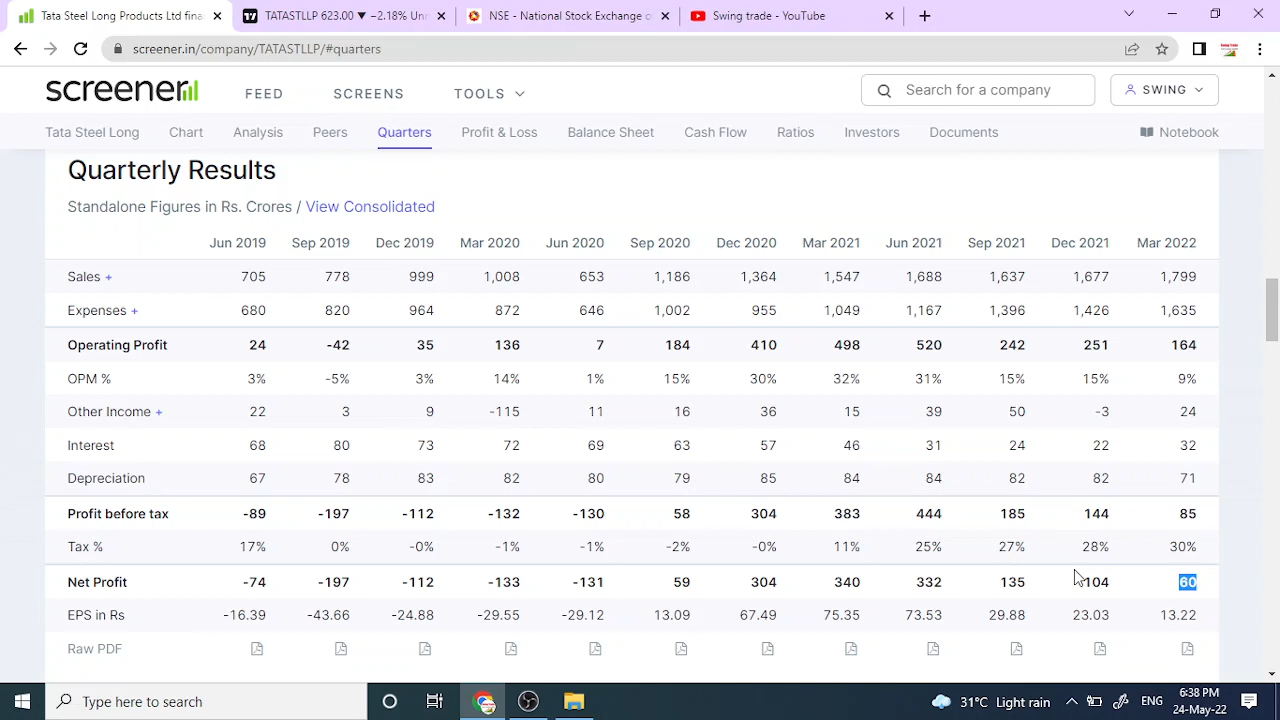 Tata Steel Long Products Ltd fina
TATASTLLP 623.00 ▼ −2.18% Un
NSE - National Stock Exchange o
Swing trade - YouTube
screener.in/company/TATASTLLP/#quarters
screener
FEED
SCREENS
TOOLS
Search for a company
SWING
Tata Steel Long Chart Analysis Peers Quarters Profit & Loss Balance Sheet Cash Flow Ratios Investors Documents Notebook
Quarterly Results
Standalone Figures in Rs. Crores / View Consolidated
Jun 2019 Sep 2019 Dec 2019 Mar 2020 Jun 2020 Sep 2020 Dec 2020 Mar 2021 Jun 2021 Sep 2021 Dec 2021 Mar 2022
Sales + 705 778 999 1,008 653 1,186 1,364 1,547 1,688 1,637 1,677 1,799
Expenses + 680 820 964 872 646 1,002 955 1,049 1,167 1,396 1,426 1,635
Operating Profit 24 -42 35 136 7 184 410 498 520 242 251 164
OPM % 3% -5% 3% 14% 1% 15% 30% 32% 31% 15% 15% 9%
Other Income + 22 3 9 -115 11 16 36 15 39 50 -3 24
Interest 68 80 73 72 69 63 57 46 31 24 22 32
Depreciation 67 78 83 82 80 79 85 84 84 82 82 71
Profit before tax -89 -197 -112 -132 -130 58 304 383 444 185 144 85
Tax % 17% 0% -0% -1% -1% -2% -0% 11% 25% 27% 28% 30%
Net Profit -74 -197 -112 -133 -131 59 304 340 332 135 104 60
EPS in Rs -16.39 -43.66 -24.88 -29.55 -29.12 13.09 67.49 75.35 73.53 29.88 23.03 13.22
Raw PDF
Type here to search
31°C Light rain
ENG
6:38 PM
24-May-22